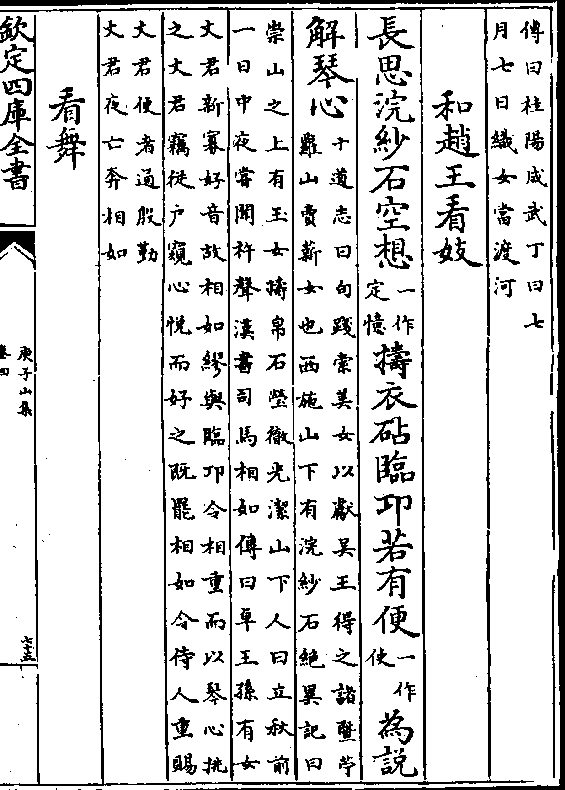 傳曰桂陽成武丁曰七
月七日織女當渡河
和趙王看妓
長思浣紗石空想一作定憶擣衣砧臨邛若有便一作使為說
解琴心十道志曰句踐索美女以獻吳王得之諸暨苧
羅山賣薪女也西施山下有浣紗石絶異記曰
崇山之上有玉女擣帛石瑩徹光潔山下人曰立秋前
一日中夜嘗聞杵聲漢書司馬相如傳曰卓王孫有女
文君新寡好音故相如繆與臨邛令相重而以琴心挑
之文君竊從户窺心悦而好之既罷相如令侍人重賜
文君使者通殷勤
文君夜亡奔相如
看舞
欽定四庫全書
庾子山集
卷四
七十五